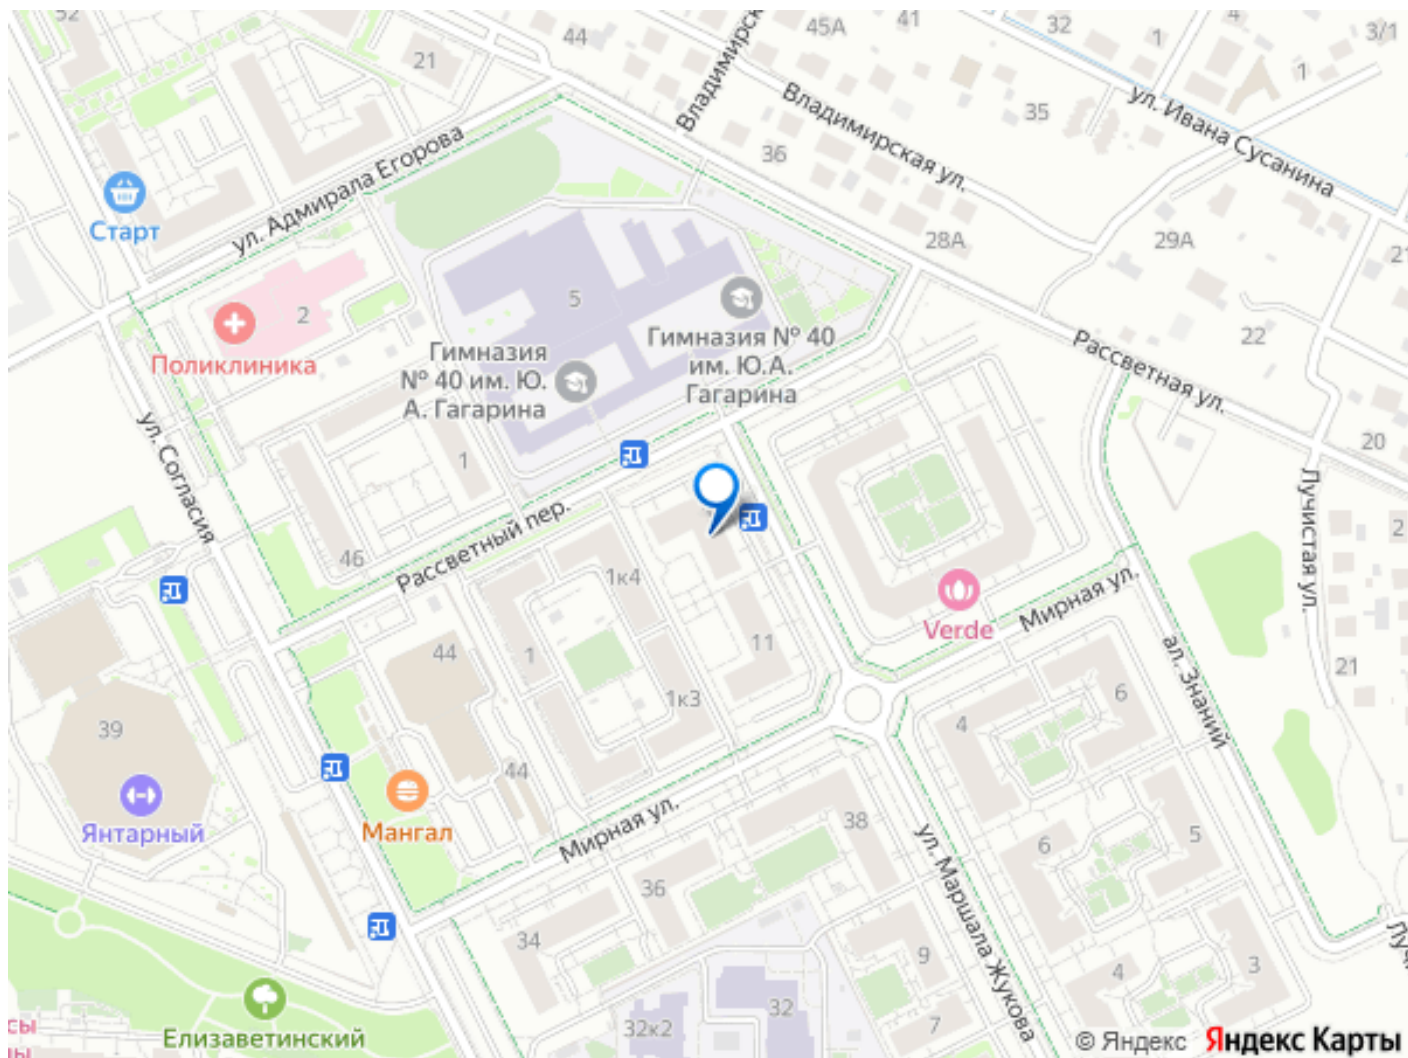 52
44
45А
41
32
4
1
3/1
21
1
Владимирск
35
Владимирская ул.
ул. Ивана Сусанина
36
ул. Адмирала Егорова
Старт
28А
29А
21
5
2
Гимназия № 40
им. Ю.А.
Гагарина
22
Поликлиника
Гимназия
№ 40 им. Ю.
А. Гагарина
Рассветная ул.
ул. Согласия
1
20
Лучистая ул.
2
Рассветный пер.
46
1к4
Мирная ул.
Verde
11
44
1
21
ал. Знаний
1к3
6
4
39
44
Янтарный
Мангал
Мирная ул.
38
ул. Маршала Жукова
6
5
36
34
9
4
3
Луч
32
32к2
7
Елизаветинский
сы
ы
© Яндекс Яндекс Карты